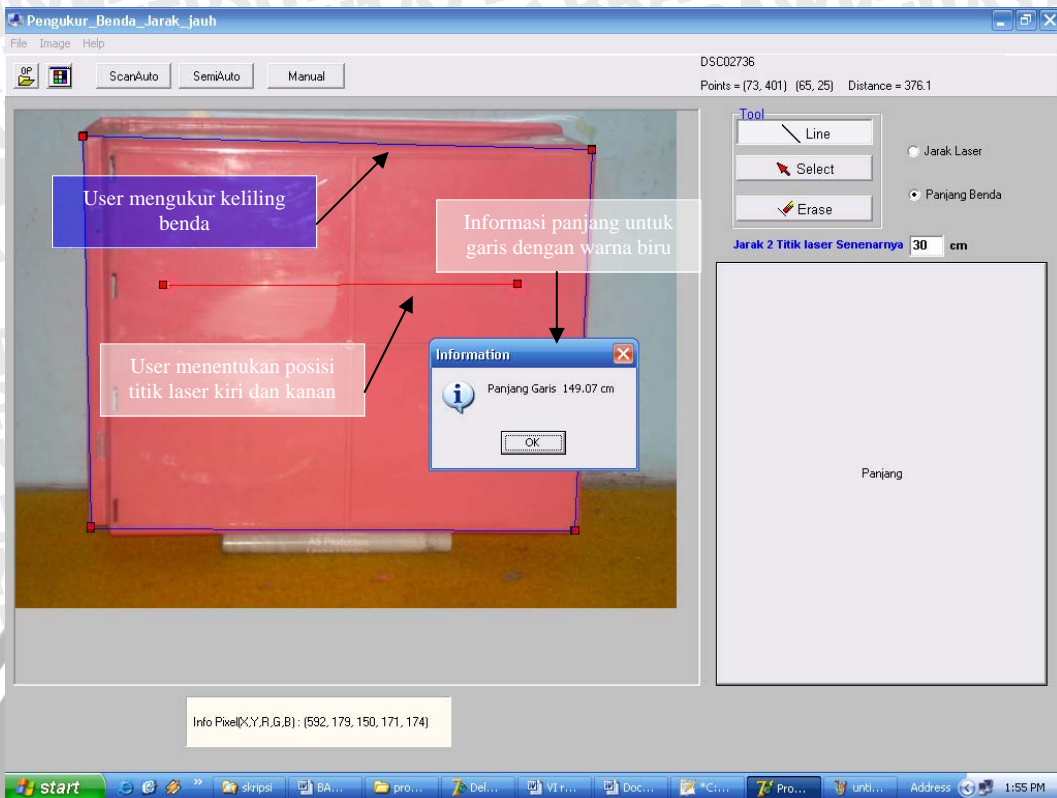 Pengukur_Benda_Jarak_jauh
File Image Help
OP
ScanAuto SemiAuto Manual
DSC02736
Points = (73, 401) (65, 25) Distance = 376.1
Tool
Line
Select
Erase
Jarak Laser
Panjang Benda
Jarak 2 Titik laser Senenarnya 30 cm
User mengukur keliling
benda
Informasi panjang untuk
garis dengan warna biru
User menentukan posisi
titik laser kiri dan kanan
Information
Panjang Garis 149.07 cm
OK
Panjang
AS Production
Info Pixel(X,Y,R,G,B) : (592, 179, 150, 171, 174)
start
skripsi
BA...
pro...
Del...
VI r...
Doc...
*C:...
Pro...
unti...
Address
1:55 PM